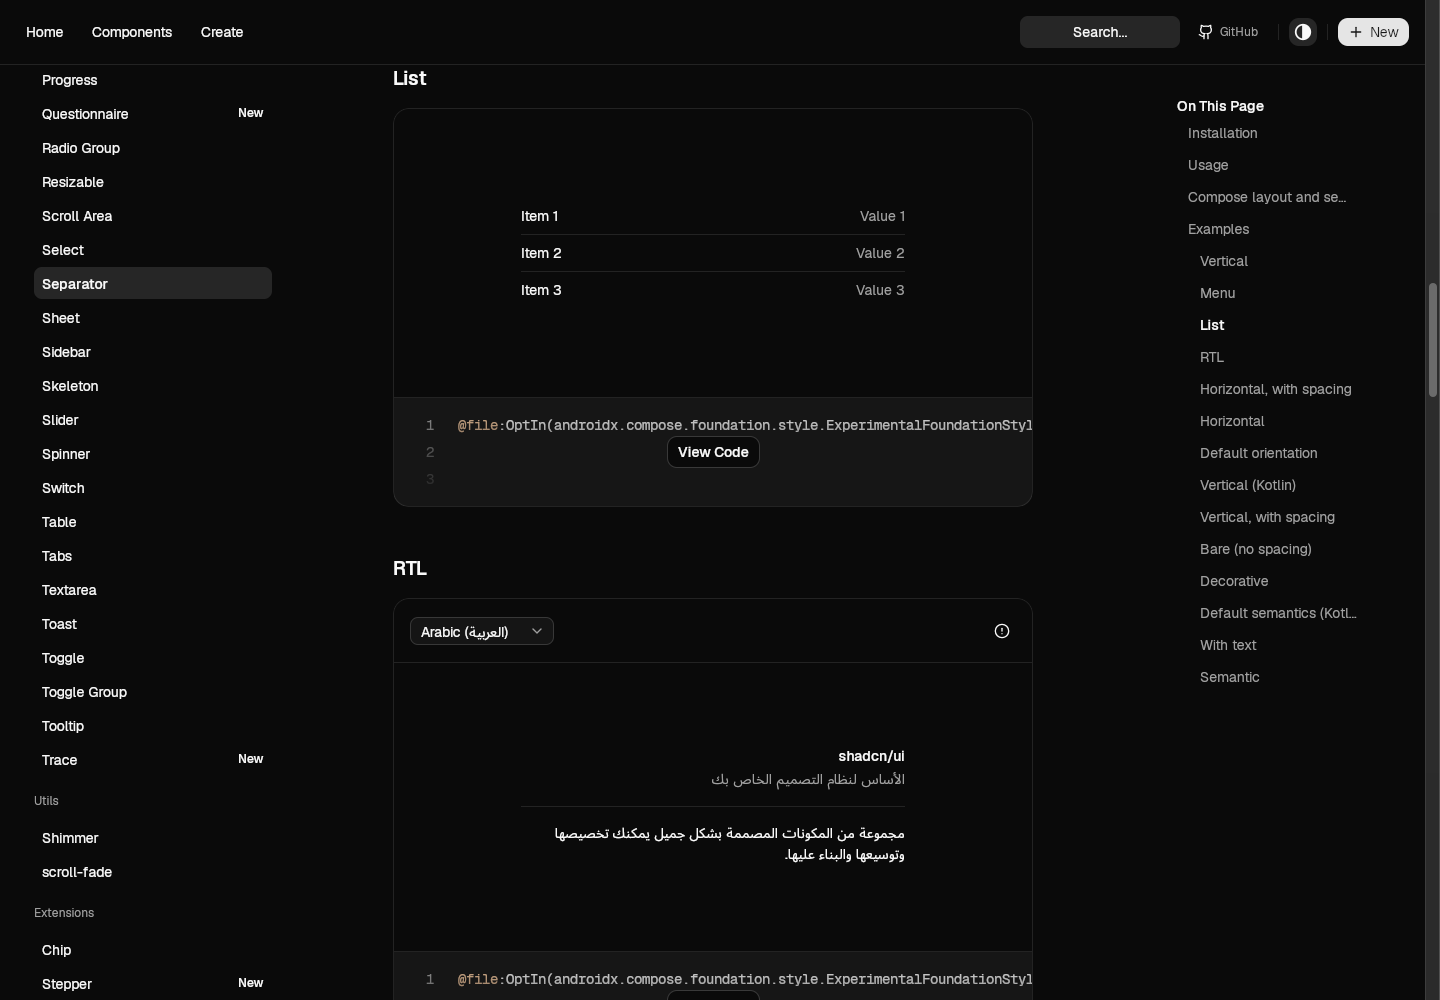 Home
Components
Create
Search...
GitHub
New
Progress
Questionnaire New
Radio Group
Resizable
Scroll Area
Select
Separator
Sheet
Sidebar
Skeleton
Slider
Spinner
Switch
Table
Tabs
Textarea
Toast
Toggle
Toggle Group
Tooltip
Trace New
Utils
Shimmer
scroll-fade
Extensions
Chip
Stepper New
List
Item 1 Value 1
Item 2 Value 2
Item 3 Value 3
1 @file:OptIn(androidx.compose.foundation.style.ExperimentalFoundationStyl
2
View Code
3
RTL
Arabic (العربية)
shadcn/ui
الأساس لنظام التصميم الخاص بك
مجموعة من المكونات المصممة بشكل جميل يمكنك تخصيصها
وتوسيعها والبناء عليها.
1 @file:OptIn(androidx.compose.foundation.style.ExperimentalFoundationStyl
On This Page
Installation
Usage
Compose layout and se…
Examples
Vertical
Menu
List
RTL
Horizontal, with spacing
Horizontal
Default orientation
Vertical (Kotlin)
Vertical, with spacing
Bare (no spacing)
Decorative
Default semantics (Kotl…
With text
Semantic